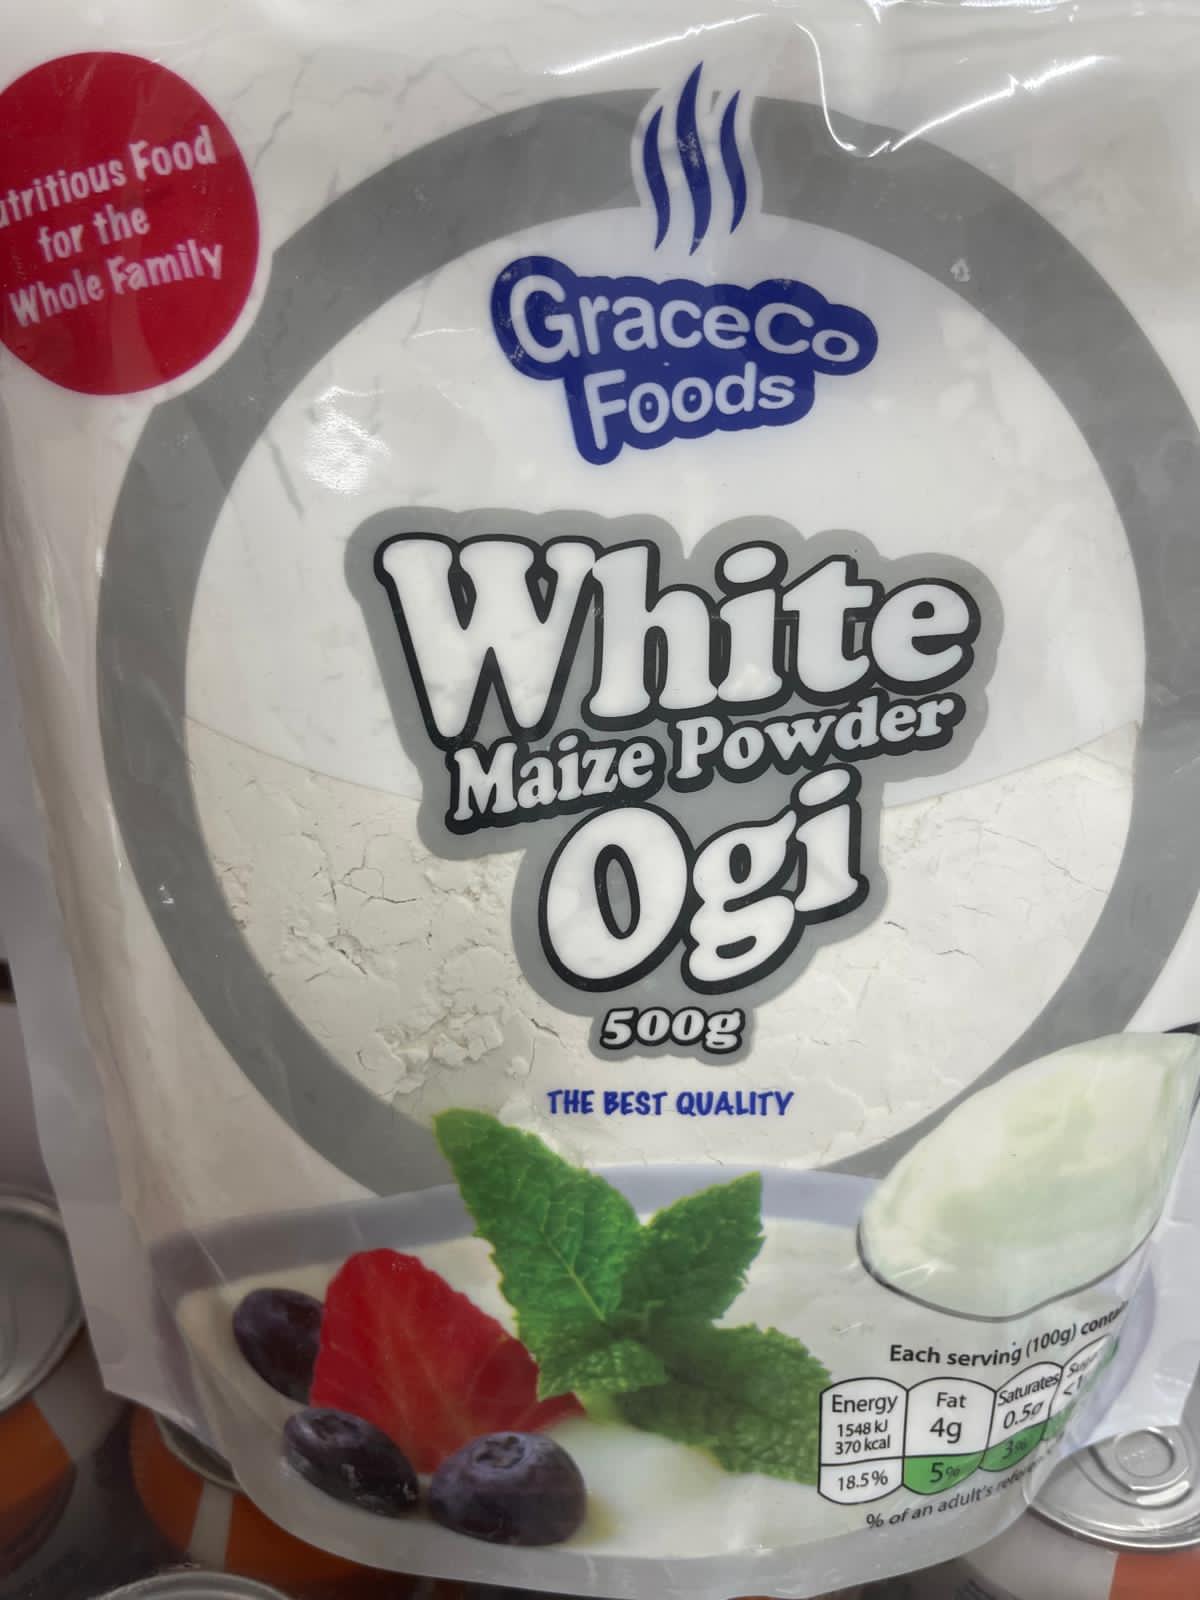 Food
for the
Whole Family
GraceCo
Foods
White
Maize Powder
Ogi
500g
THE BEST QUALITY
Each serving (100g)
Energy
1548 kJ
370 kcal
18.5%
Fat
4g
5%
Saturates
0.5g
3%
<1
% of an adult's